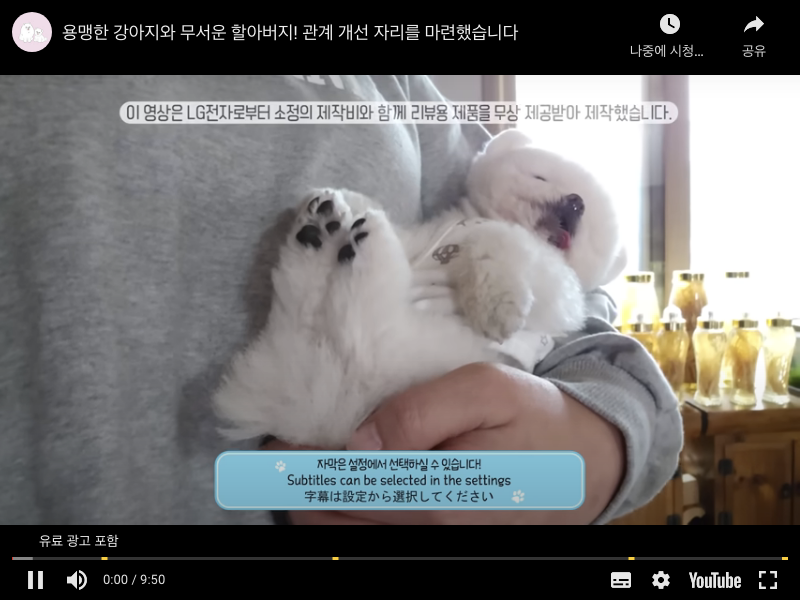 용맹한 강아지와 무서운 할아버지! 관계 개선 자리를 마련했습니다
나중에 시청...
공유
이 영상은 LG전자로부터 소정의 제작비와 함께 리뷰용 제품을 무상 제공받아 제작했습니다.
자막은 설정에서 선택하실 수 있습니다!
Subtitles can be selected in the settings
字幕は設定から選択してください
유료 광고 포함
0:00 / 9:50
YouTube